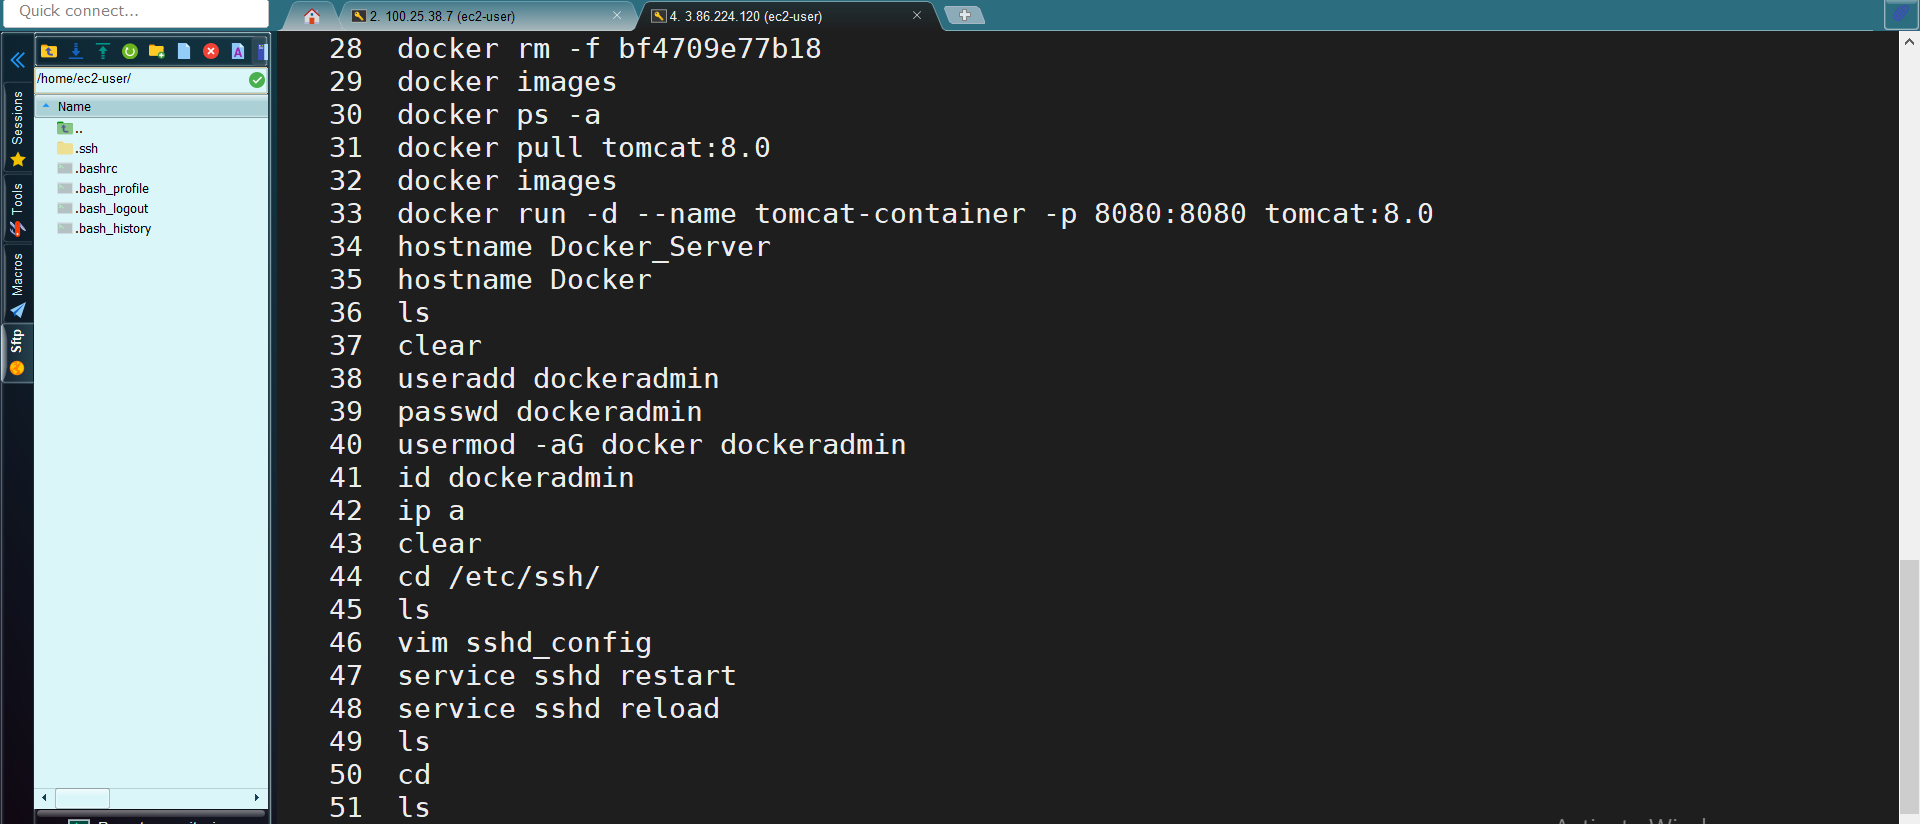 Quick connect...
2. 100.25.38.7 (ec2-user)
4. 3.86.224.120 (ec2-user)
Sessions
Tools
Macros
Sftp
/home/ec2-user/
Name
..
.ssh
.bashrc
.bash_profile
.bash_logout
.bash_history
28 docker rm -f bf4709e77b18
29 docker images
30 docker ps -a
31 docker pull tomcat:8.0
32 docker images
33 docker run -d --name tomcat-container -p 8080:8080 tomcat:8.0
34 hostname Docker_Server
35 hostname Docker
36 ls
37 clear
38 useradd dockeradmin
39 passwd dockeradmin
40 usermod -aG docker dockeradmin
41 id dockeradmin
42 ip a
43 clear
44 cd /etc/ssh/
45 ls
46 vim sshd_config
47 service sshd restart
48 service sshd reload
49 ls
50 cd
51 ls